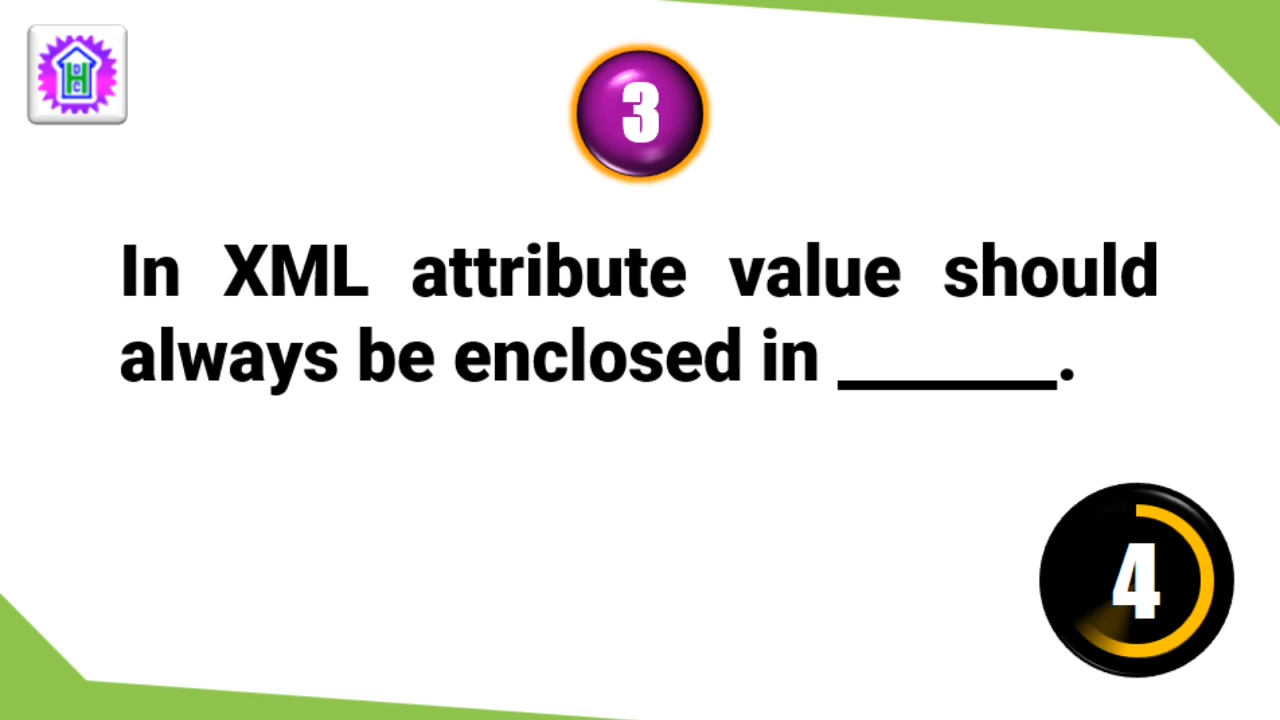 3
In XML attribute value should
always be enclosed in ______.
4